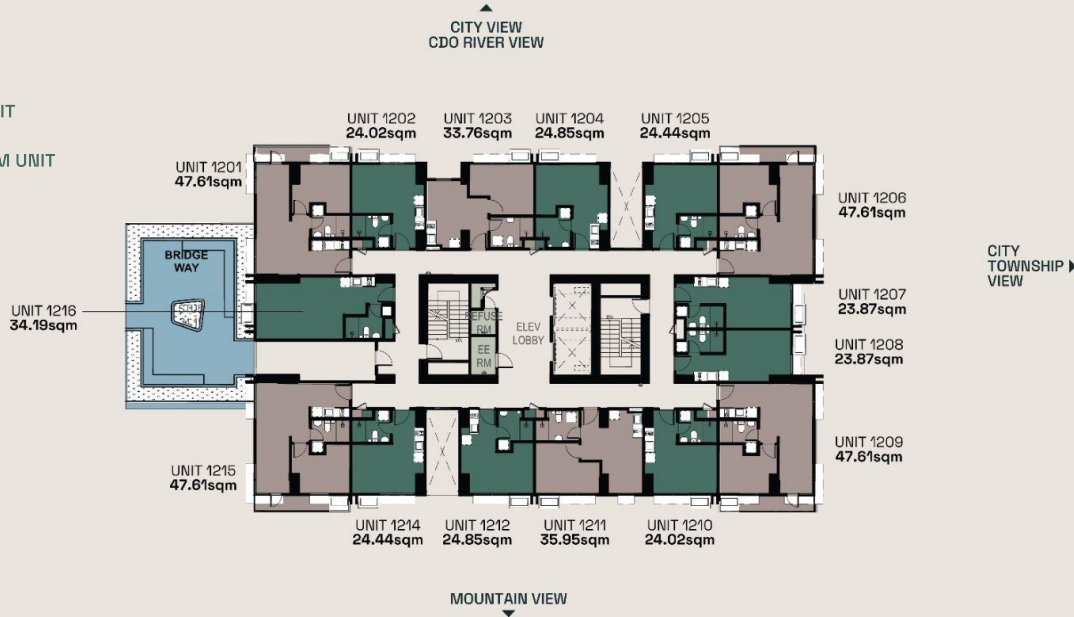 CITY VIEW
CDO RIVER VIEW
IT
M UNIT
UNIT 1202
24.02sqm
UNIT 1203
33.76sqm
UNIT 1204
24.85sqm
UNIT 1205
24.44sqm
UNIT 1201
47.61sqm
UNIT 1206
47.61sqm
BRIDGE
WAY
CITY
TOWNSHIP
VIEW
UNIT 1216
34.19sqm
UNIT 1207
23.87sqm
REFUSE
RM
ELEV
LOBBY
EE
RM
UNIT 1208
23.87sqm
UNIT 1209
47.61sqm
UNIT 1215
47.61sqm
UNIT 1214
24.44sqm
UNIT 1212
24.85sqm
UNIT 1211
35.95sqm
UNIT 1210
24.02sqm
MOUNTAIN VIEW